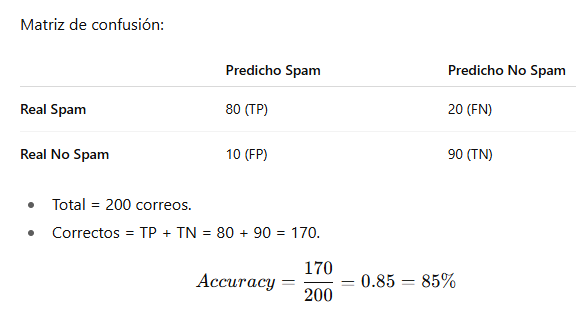 Matriz de confusión:
Predicho Spam Predicho No Spam
Real Spam 80 (TP) 20 (FN)
Real No Spam 10 (FP) 90 (TN)
• Total = 200 correos.
• Correctos = TP + TN = 80 + 90 = 170.
Accuracy = 170/200 = 0.85 = 85%